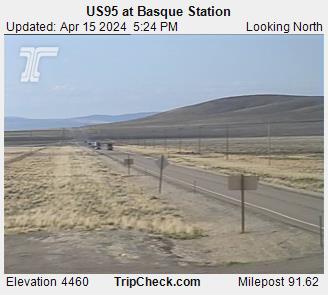 US95 at Basque Station
Updated: Apr 15 2024 5:24 PM Looking North
Elevation 4460 TripCheck.com Milepost 91.62